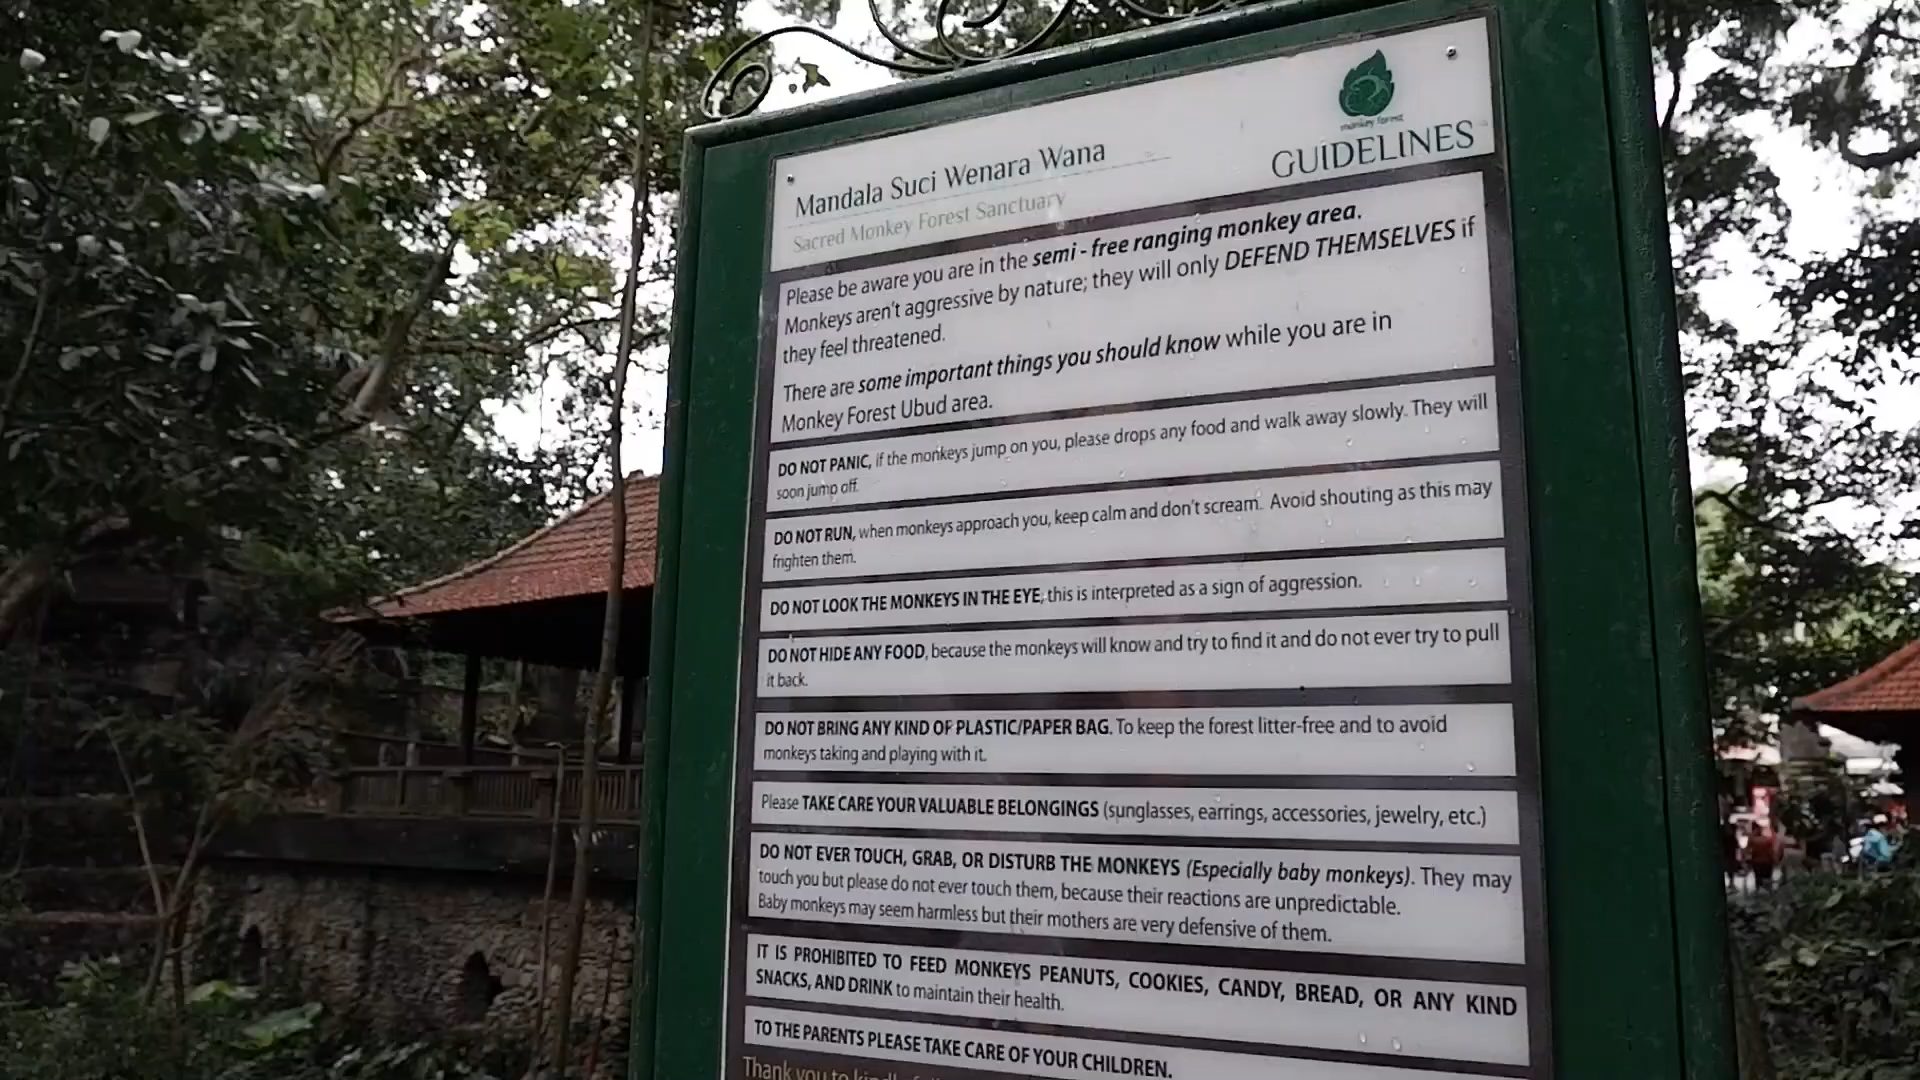 monkey forest
GUIDELINES
Mandala Suci Wenara Wana
Sacred Monkey Forest Sanctuary
Please be aware you are in the semi - free ranging monkey area.
Monkeys aren't aggressive by nature; they will only DEFEND THEMSELVES if
they feel threatened.
There are some important things you should know while you are in
Monkey Forest Ubud area.
DO NOT PANIC, if the monkeys jump on you, please drops any food and walk away slowly. They will
soon jump off.
DO NOT RUN, when monkeys approach you, keep calm and don't scream. Avoid shouting as this may
frighten them.
DO NOT LOOK THE MONKEYS IN THE EYE, this is interpreted as a sign of aggression.
DO NOT HIDE ANY FOOD, because the monkeys will know and try to find it and do not ever try to pull
it back.
DO NOT BRING ANY KIND OF PLASTIC/PAPER BAG. To keep the forest litter-free and to avoid
monkeys taking and playing with it.
Please TAKE CARE YOUR VALUABLE BELONGINGS (sunglasses, earrings, accessories, jewelry, etc.)
DO NOT EVER TOUCH, GRAB, OR DISTURB THE MONKEYS (Especially baby monkeys). They may
touch you but please do not ever touch them, because their reactions are unpredictable.
Baby monkeys may seem harmless but their mothers are very defensive of them.
IT IS PROHIBITED TO FEED MONKEYS PEANUTS, COOKIES, CANDY, BREAD, OR ANY KIND
SNACKS, AND DRINK to maintain their health.
TO THE PARENTS PLEASE TAKE CARE OF YOUR CHILDREN.
Thank you to